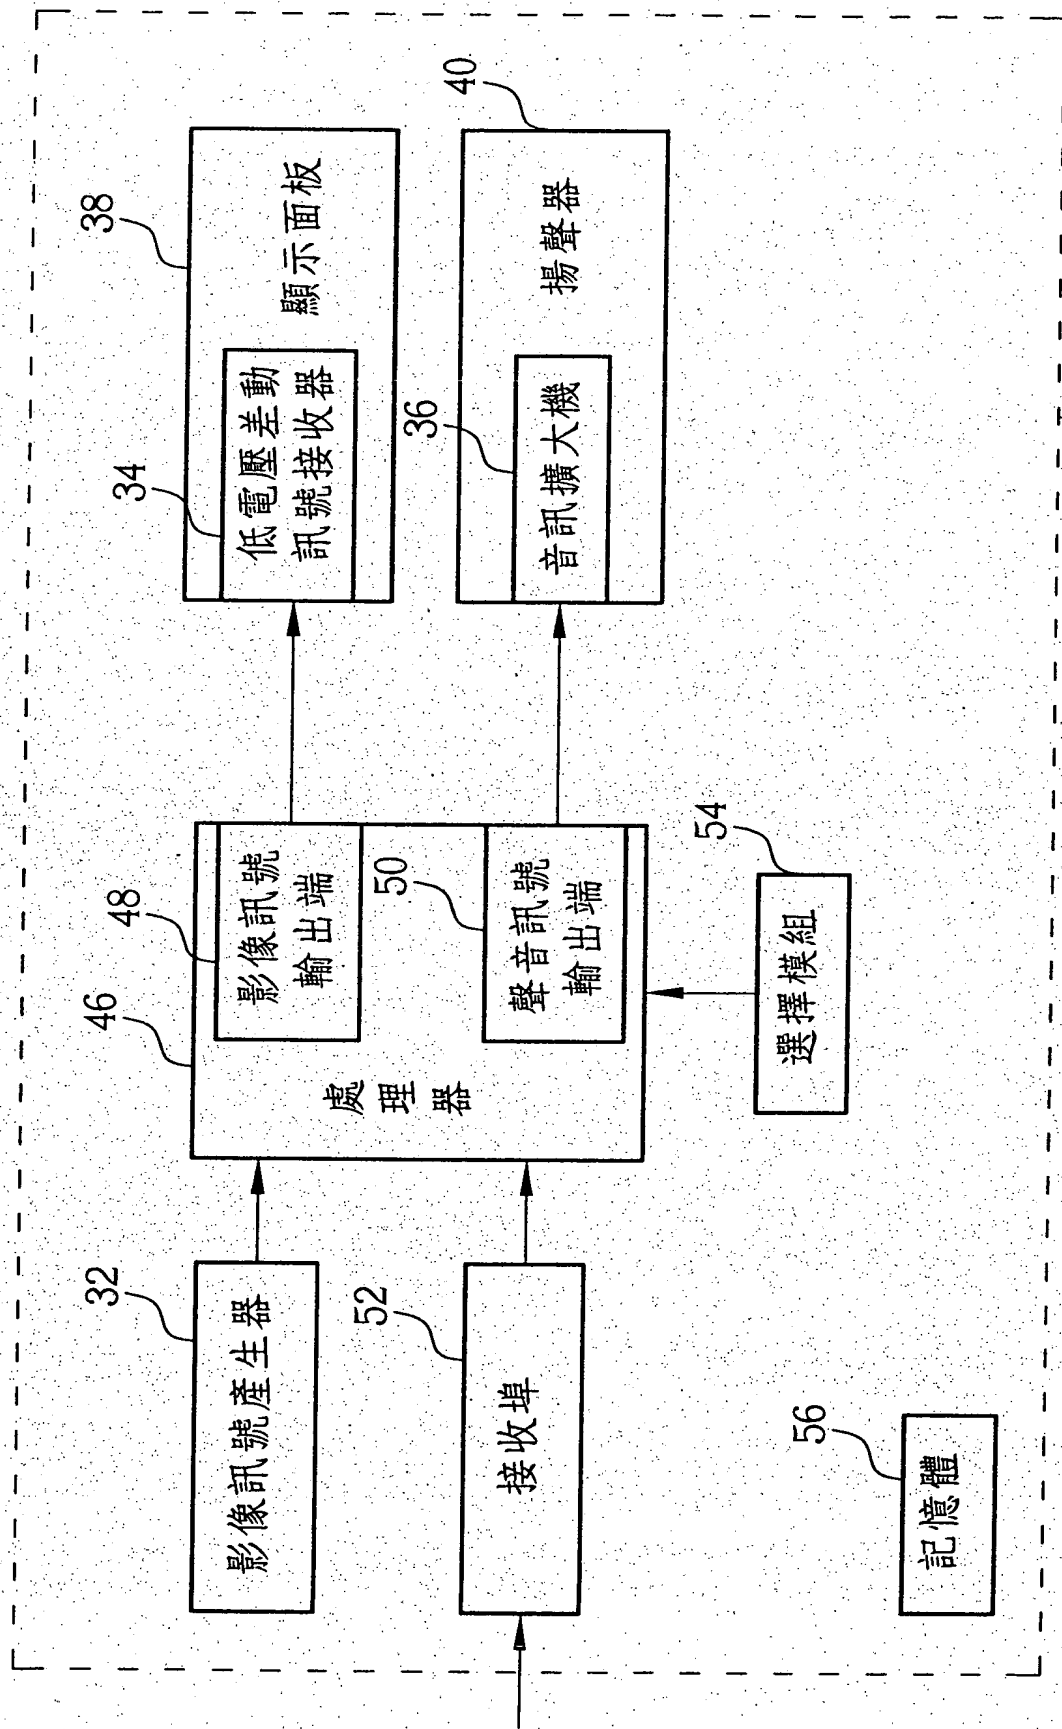 32
影像訊號產生器
52
接收埠
56
記憶體
46
處理器
48
影像訊號
輸出端
50
聲音訊號
輸出端
54
選擇模組
38
顯示面板
34
低電壓差動
訊號接收器
40
揚聲器
36
音訊擴大機